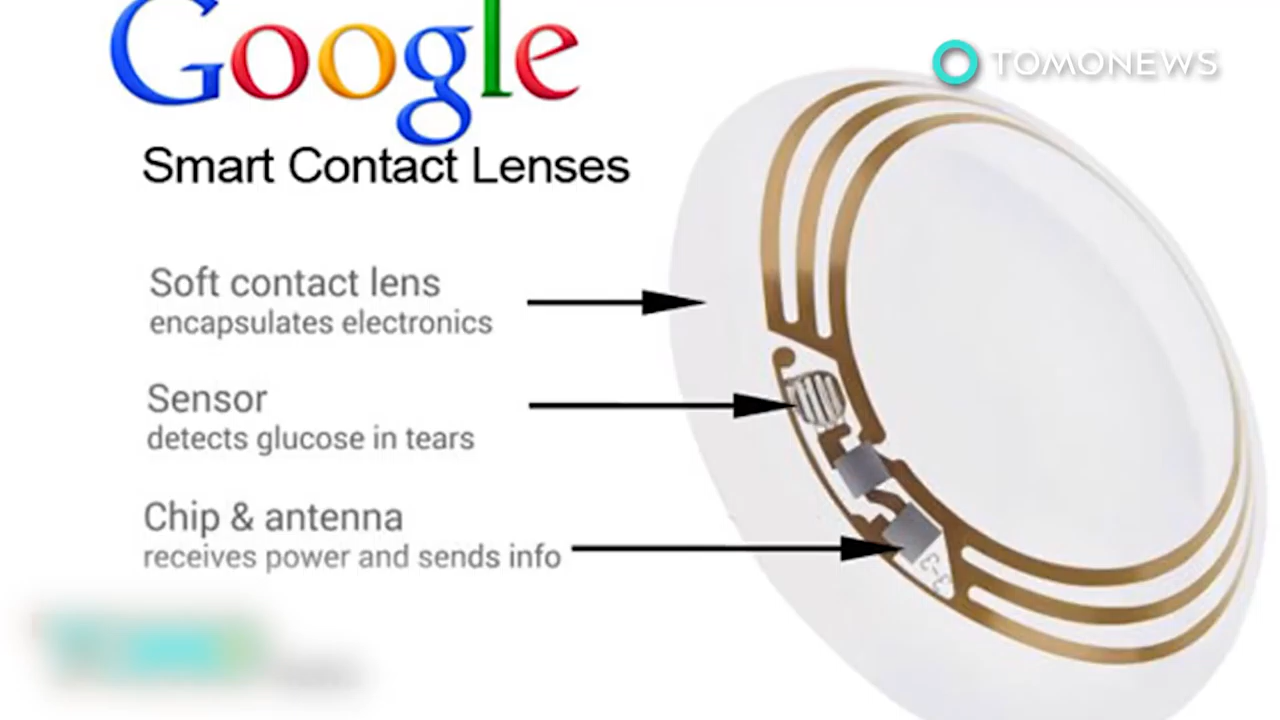 Google
TOMONEWS
Smart Contact Lenses
Soft contact lens
encapsulates electronics
Sensor
detects glucose in tears
Chip & antenna
receives power and sends info